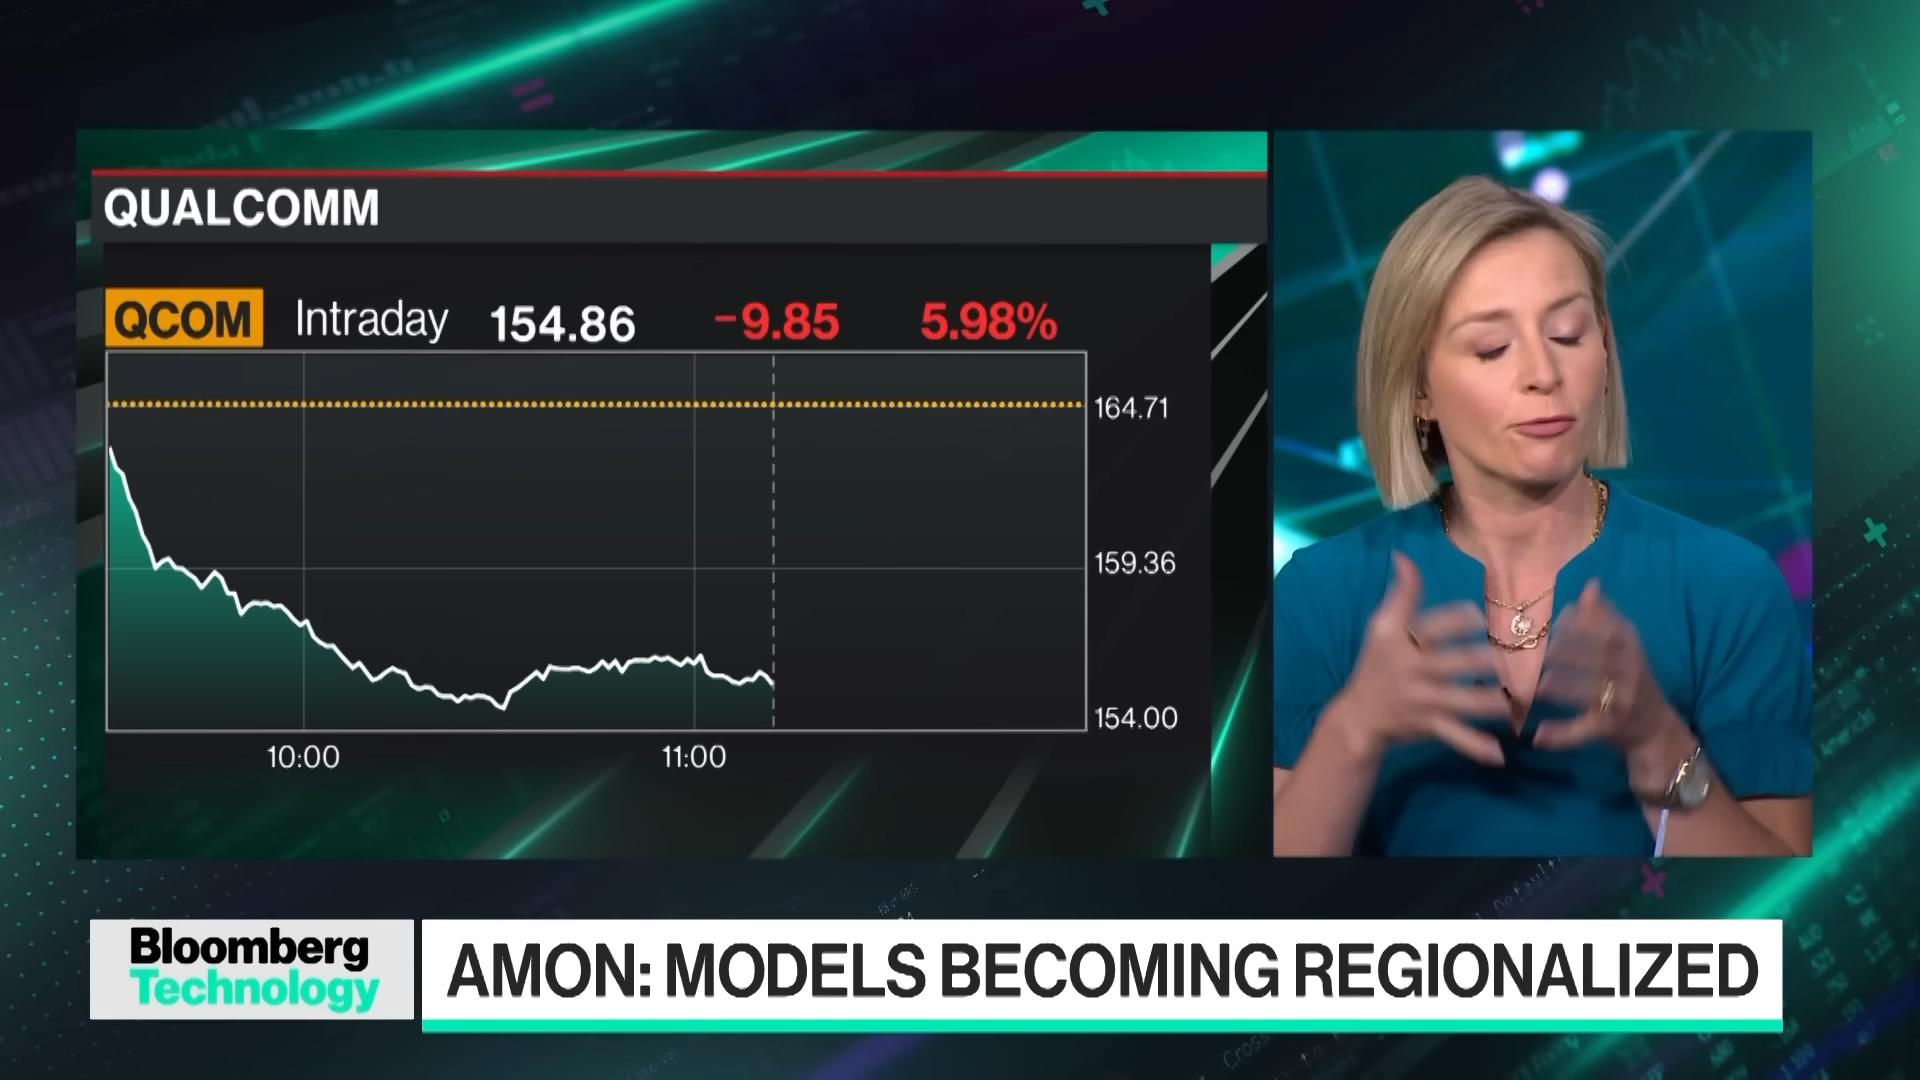 QUALCOMM
QCOM Intraday 154.86 -9.85 5.98%
164.71
159.36
154.00
10:00 11:00
Bloomberg
Technology
AMON: MODELS BECOMING REGIONALIZED